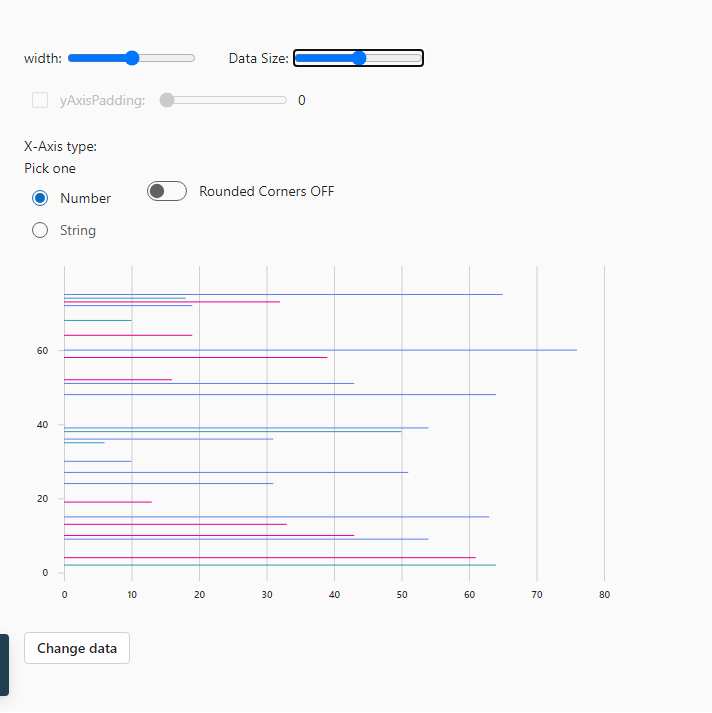 width: Data Size:
yAxisPadding: 0
X-Axis type:
Pick one
Number Rounded Corners OFF
String
60
40
20
0
0 10 20 30 40 50 60 70 80
Change data